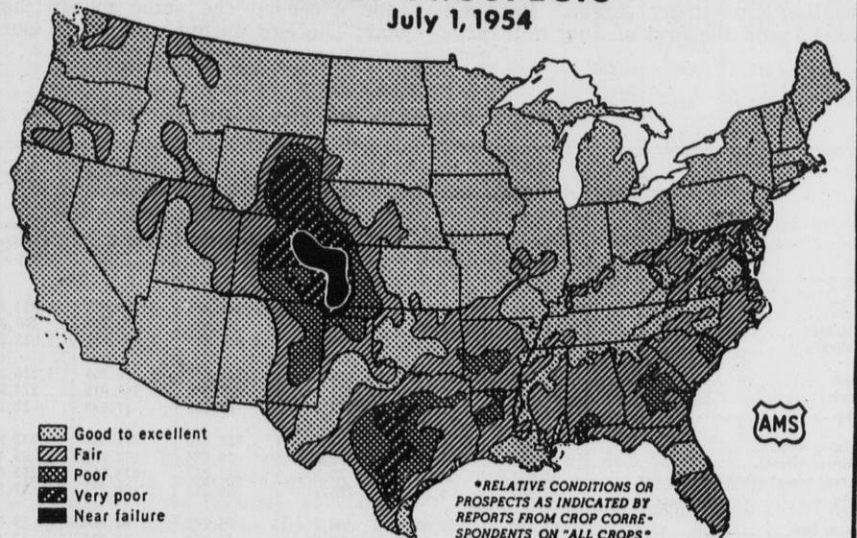 July 1, 1954
Good to excellent
Fair
Poor
Very poor
Near failure
AMS
*RELATIVE CONDITIONS OR
PROSPECTS AS INDICATED BY
REPORTS FROM CROP CORRE-
SPONDENTS ON "ALL CROPS"